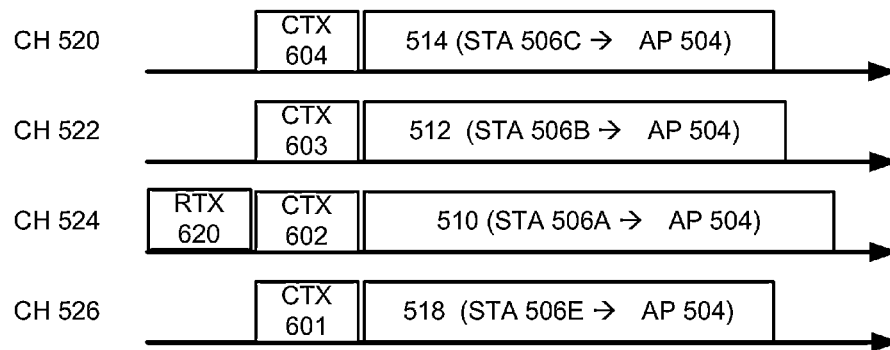 CH 520
CTX
604
514 (STA 506C → AP 504)
CH 522
CTX
603
512 (STA 506B → AP 504)
CH 524
RTX
620
CTX
602
510 (STA 506A → AP 504)
CH 526
CTX
601
518 (STA 506E → AP 504)